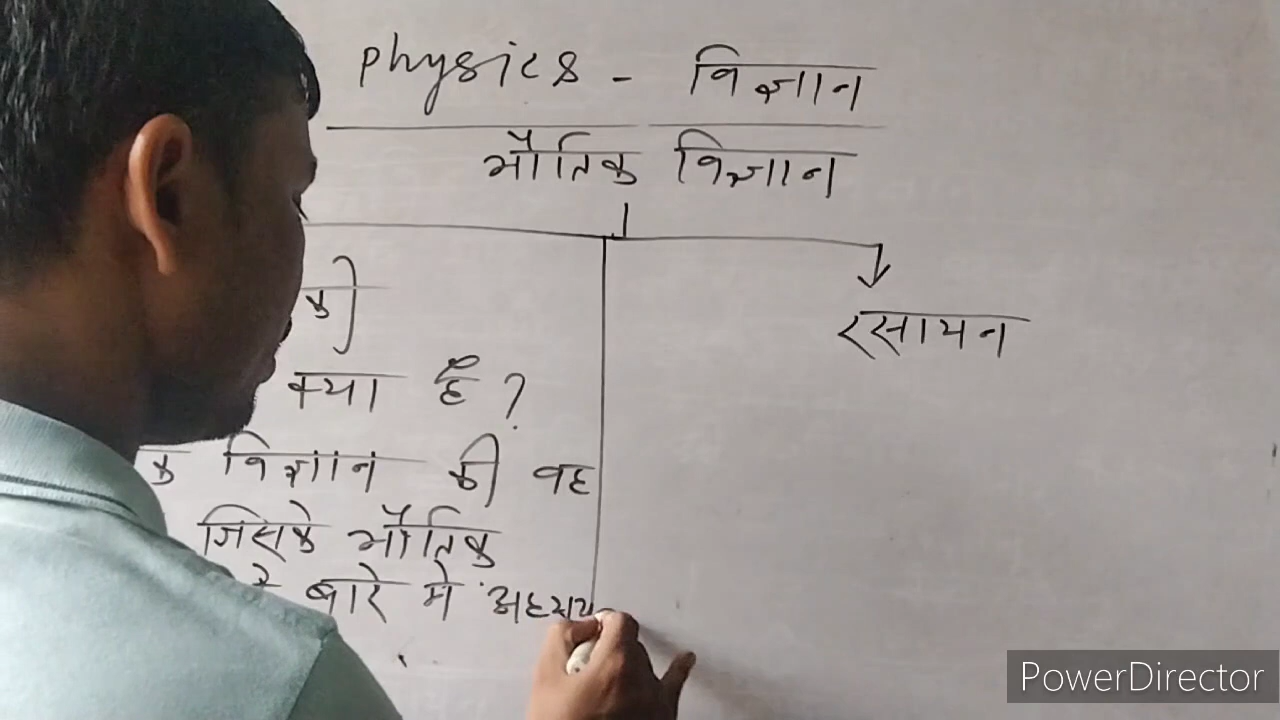 Physics - विज्ञान
भौतिक विज्ञान
की
रसायन
क्या है ?
क विज्ञान की वह
जिसके भौतिक
बारे में अध्ययन
PowerDirector